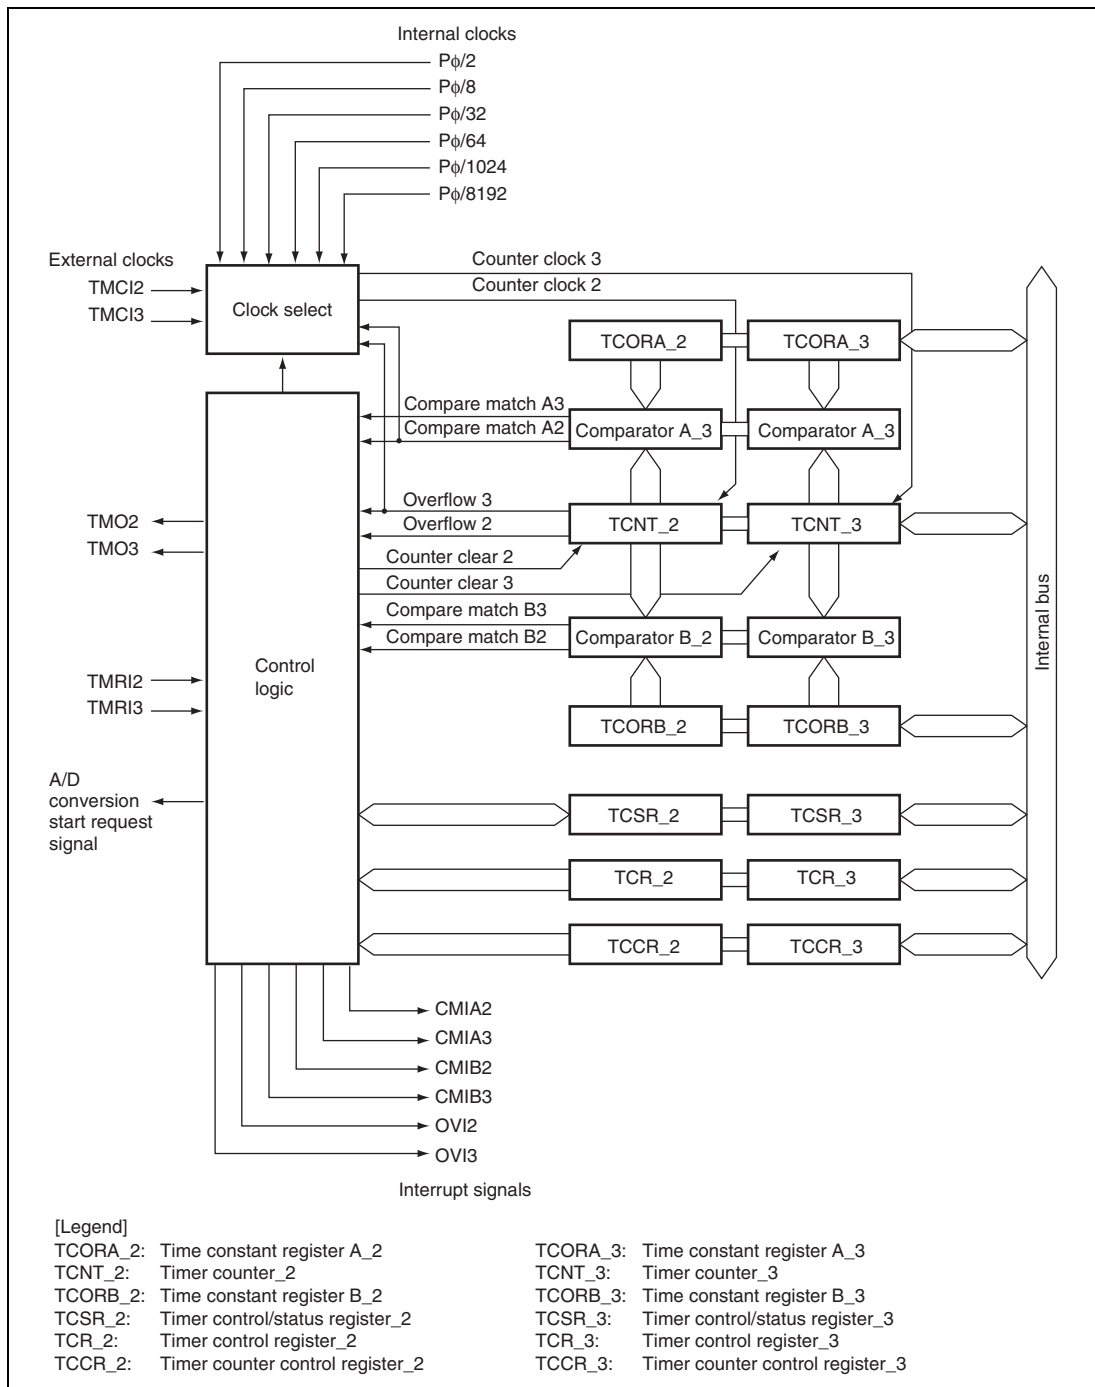 Internal clocks
Pϕ/2
Pϕ/8
Pϕ/32
Pϕ/64
Pϕ/1024
Pϕ/8192
External clocks
TMCI2
TMCI3
Clock select
Counter clock 3
Counter clock 2
TCORA_2
TCORA_3
Compare match A3
Compare match A2
Comparator A_3
Comparator A_3
Overflow 3
Overflow 2
TCNT_2
TCNT_3
Counter clear 2
Counter clear 3
Compare match B3
Compare match B2
Comparator B_2
Comparator B_3
TMO2
TMO3
Control
logic
TMRI2
TMRI3
TCORB_2
TCORB_3
A/D
conversion
start request
signal
TCSR_2
TCSR_3
TCR_2
TCR_3
TCCR_2
TCCR_3
Internal bus
CMIA2
CMIA3
CMIB2
CMIB3
OVI2
OVI3
Interrupt signals
[Legend]
TCORA_2: Time constant register A_2
TCNT_2: Timer counter_2
TCORB_2: Time constant register B_2
TCSR_2: Timer control/status register_2
TCR_2: Timer control register_2
TCCR_2: Timer counter control register_2
TCORA_3: Time constant register A_3
TCNT_3: Timer counter_3
TCORB_3: Time constant register B_3
TCSR_3: Timer control/status register_3
TCR_3: Timer control register_3
TCCR_3: Timer counter control register_3